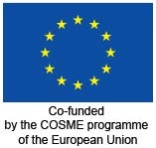 Co-funded
by the COSME programme
of the European Union